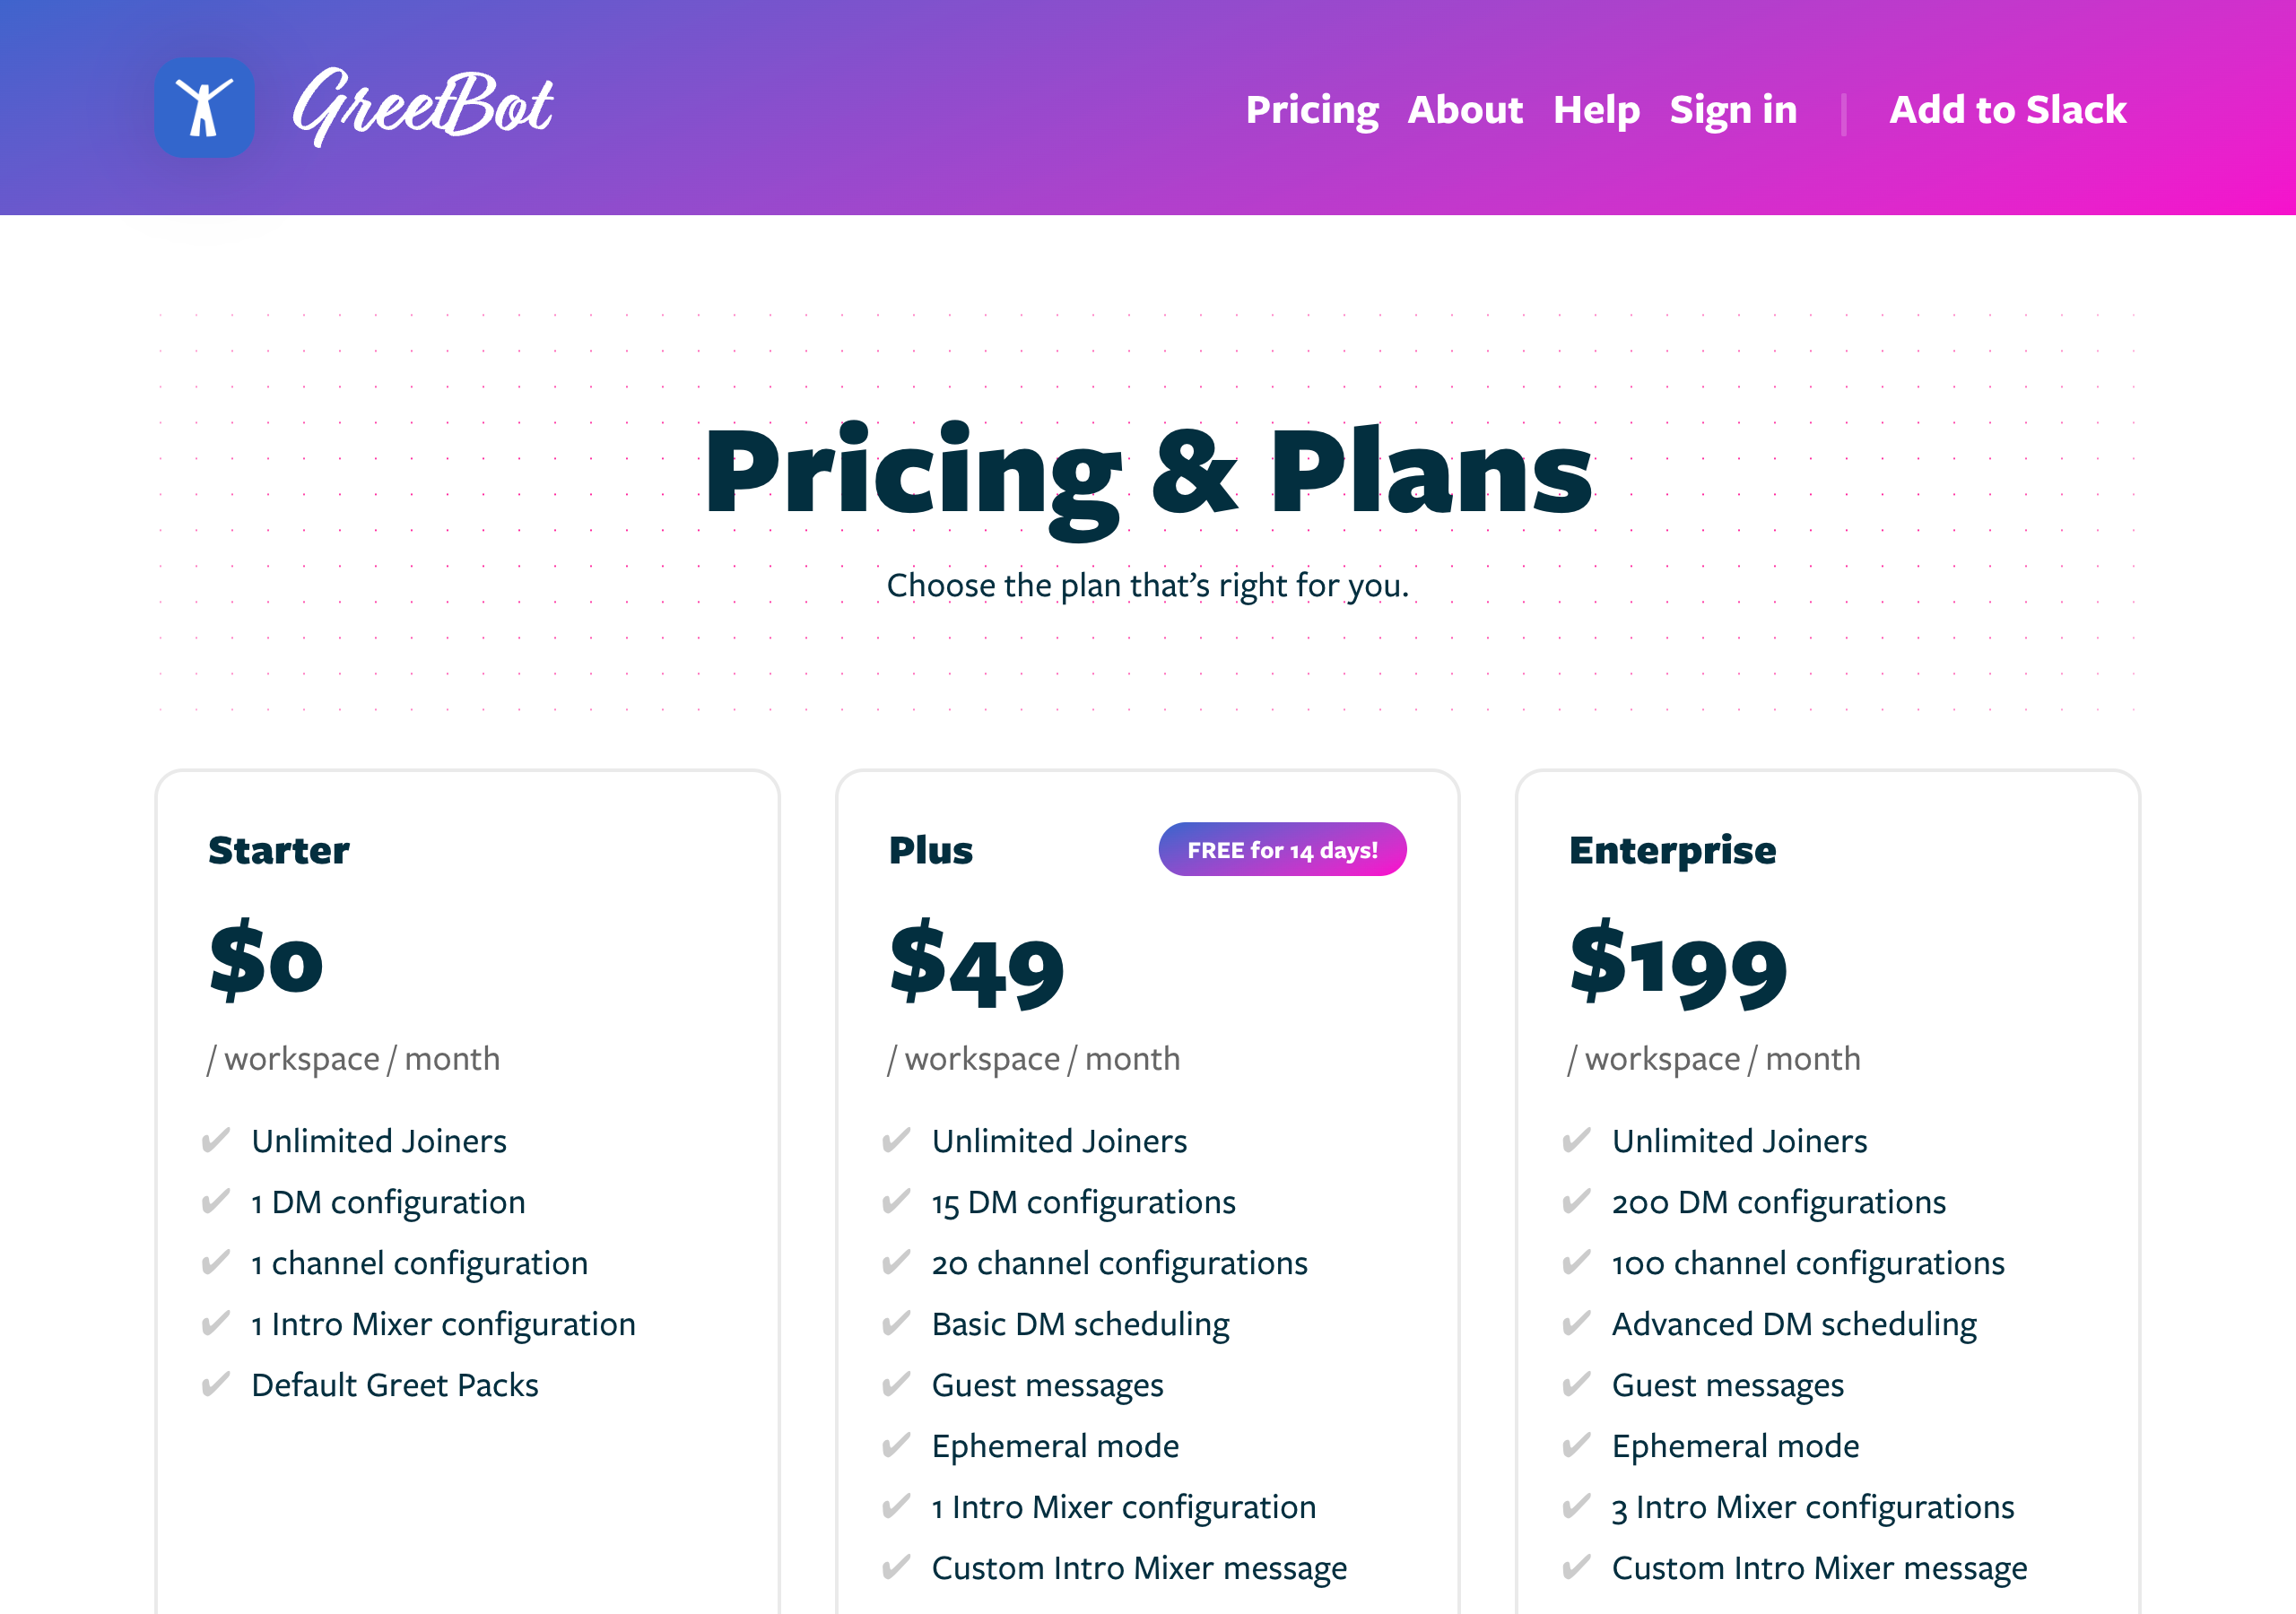 GreetBot
Pricing About Help Sign in | Add to Slack
Pricing & Plans
Choose the plan that’s right for you.
Starter
$0
/ workspace / month
✔ Unlimited Joiners
✔ 1 DM configuration
✔ 1 channel configuration
✔ 1 Intro Mixer configuration
✔ Default Greet Packs
Plus
FREE for 14 days!
$49
/ workspace / month
✔ Unlimited Joiners
✔ 15 DM configurations
✔ 20 channel configurations
✔ Basic DM scheduling
✔ Guest messages
✔ Ephemeral mode
✔ 1 Intro Mixer configuration
✔ Custom Intro Mixer message
Enterprise
$199
/ workspace / month
✔ Unlimited Joiners
✔ 200 DM configurations
✔ 100 channel configurations
✔ Advanced DM scheduling
✔ Guest messages
✔ Ephemeral mode
✔ 3 Intro Mixer configurations
✔ Custom Intro Mixer message